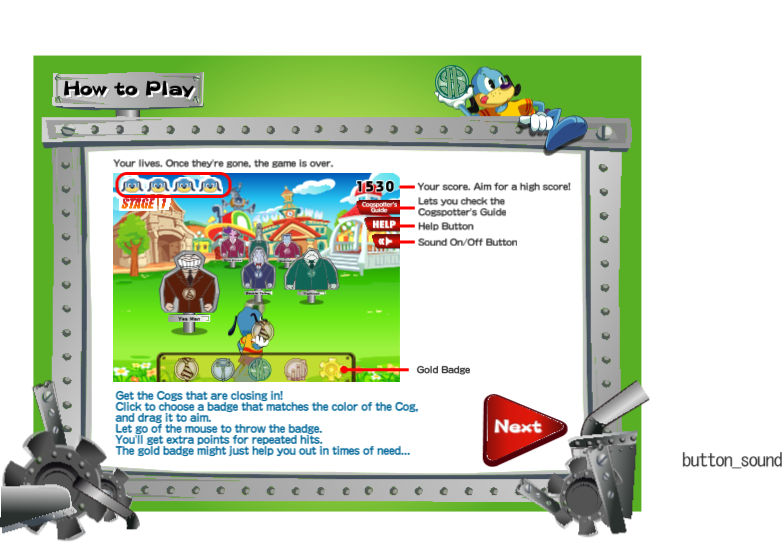 How to Play
Your lives. Once they're gone, the game is over.
1530
Your score. Aim for a high score!
STAGE 1
Cogspotter's
Guide
Lets you check the
Cogspotter's Guide
HELP
Help Button
Sound On/Off Button
Yes Man
Gold Badge
Get the Cogs that are closing in!
Click to choose a badge that matches the color of the Cog,
and drag it to aim.
Let go of the mouse to throw the badge.
You'll get extra points for repeated hits.
The gold badge might just help you out in times of need...
Next
button_sound